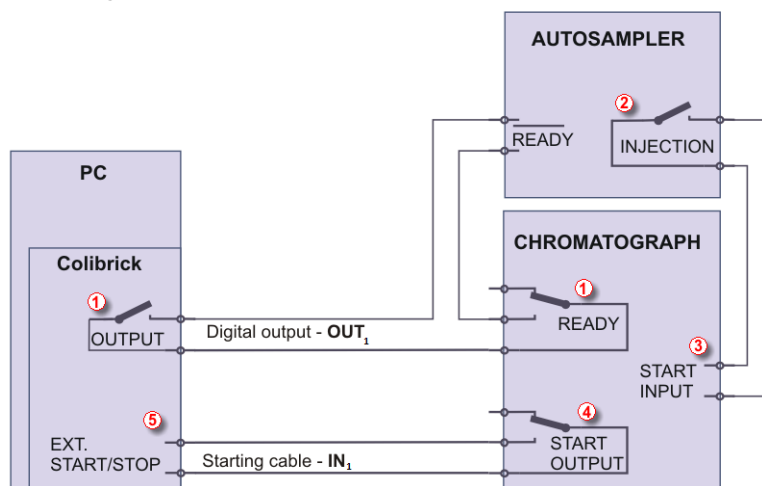 AUTOSAMPLER
2
READY
INJECTION
PC
CHROMATOGRAPH
Colibrick
1
OUTPUT
Digital output - OUT1
1
READY
3
START
INPUT
5
EXT.
START/STOP
Starting cable - IN1
4
START
OUTPUT